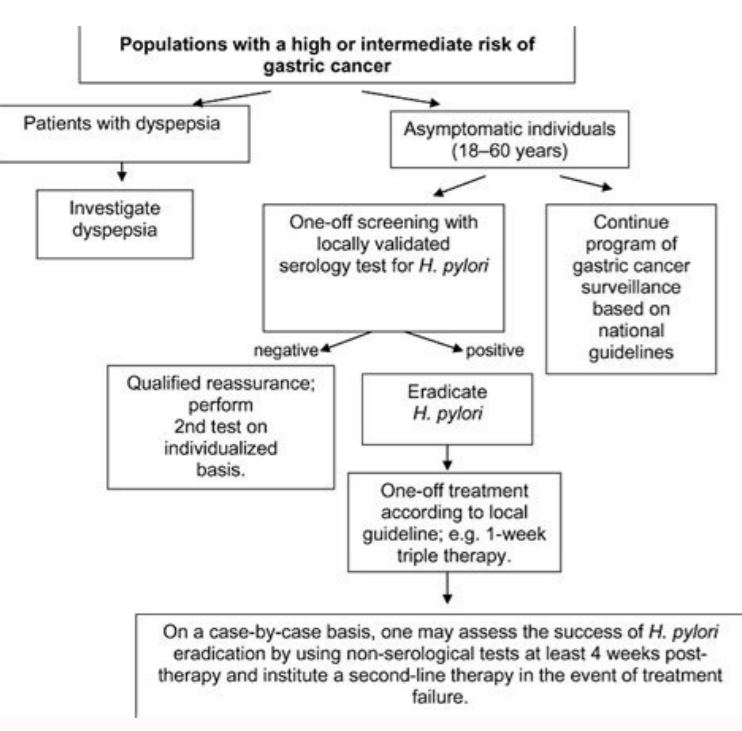 Populations with a high or intermediate risk of
gastric cancer
Patients with dyspepsia
Asymptomatic individuals
(18–60 years)
Investigate
dyspepsia
One-off screening with
locally validated
serology test for H. pylori
Continue
program of
gastric cancer
surveillance
based on
national
guidelines
negative
positive
Qualified reassurance;
perform
2nd test on
individualized
basis.
Eradicate
H. pylori
One-off treatment
according to local
guideline; e.g. 1-week
triple therapy.
On a case-by-case basis, one may assess the success of H. pylori
eradication by using non-serological tests at least 4 weeks post-
therapy and institute a second-line therapy in the event of treatment
failure.